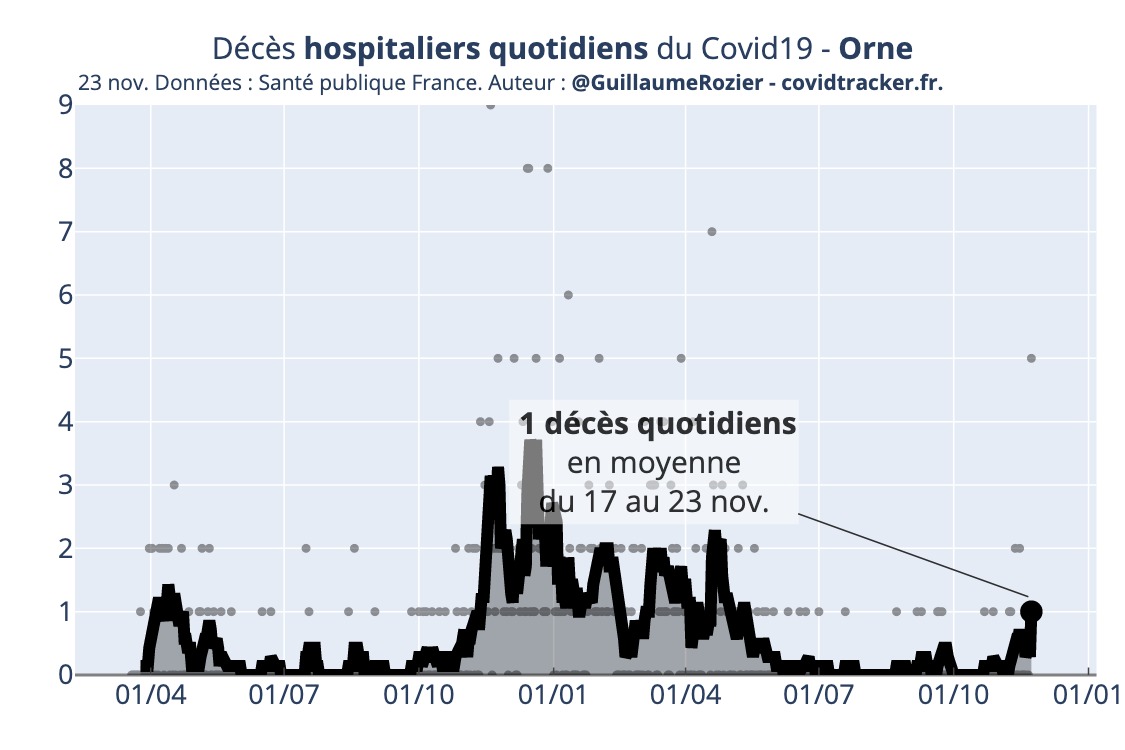 Décès hospitaliers quotidiens du Covid19 - Orne
23 nov. Données : Santé publique France. Auteur : @GuillaumeRozier - covidtracker.fr.
9
8
7
6
5
4
3
2
1
0
1 décès quotidiens
en moyenne
du 17 au 23 nov.
01/04 01/07 01/10 01/01 01/04 01/07 01/10 01/01